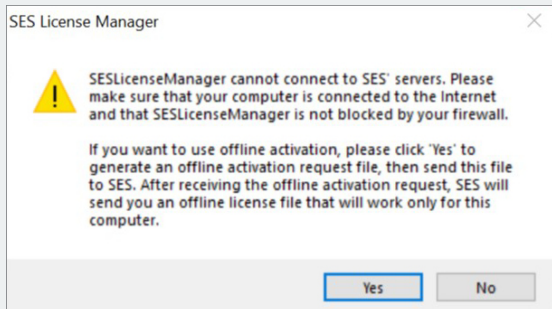 SES License Manager
SESLicenseManager cannot connect to SES' servers. Please
make sure that your computer is connected to the Internet
and that SESLicenseManager is not blocked by your firewall.
If you want to use offline activation, please click 'Yes' to
generate an offline activation request file, then send this file
to SES. After receiving the offline activation request, SES will
send you an offline license file that will work only for this
computer.
Yes No